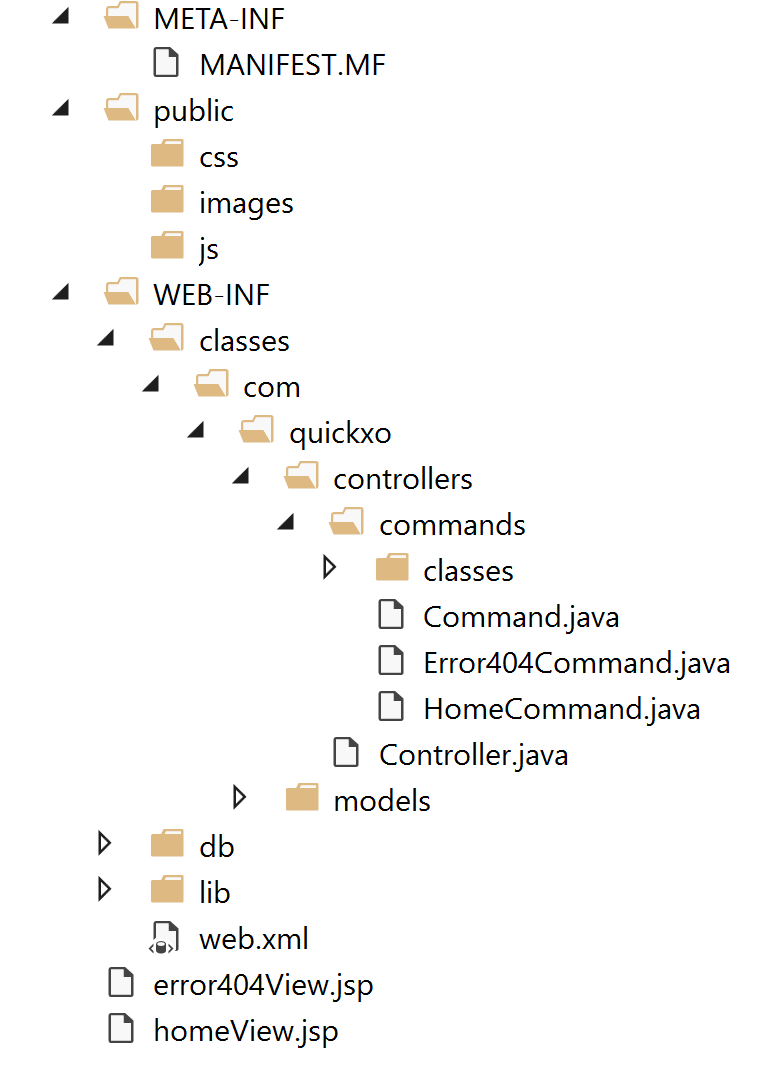 META-INF
MANIFEST.MF
public
css
images
js
WEB-INF
classes
com
quickxo
controllers
commands
classes
Command.java
Error404Command.java
HomeCommand.java
Controller.java
models
db
lib
web.xml
error404View.jsp
homeView.jsp